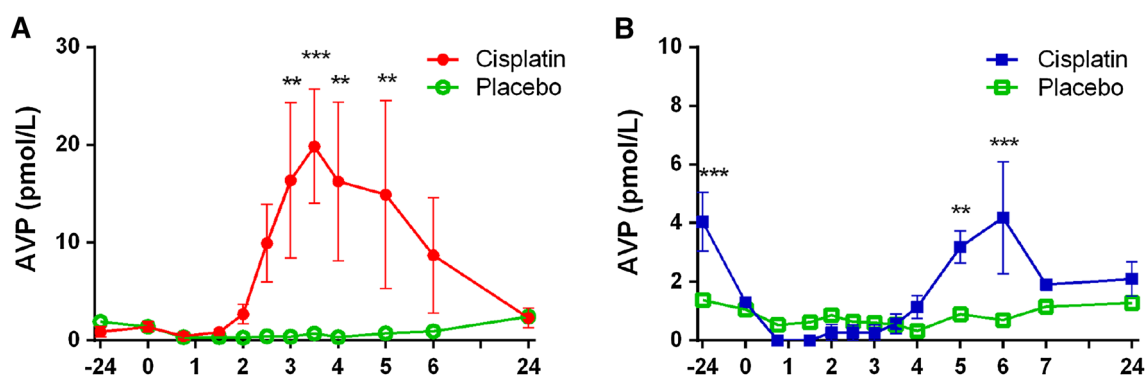 A
AVP (pmol/L)
30
20
10
0
-24 0 1 2 3 4 5 6 24
** *** ** **
Cisplatin
Placebo
B
AVP (pmol/L)
10
8
6
4
2
0
-24 0 1 2 3 4 5 6 7 24
*** ** ***
Cisplatin
Placebo